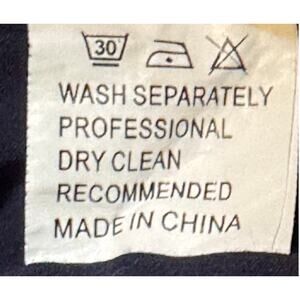 30
WASH SEPARATELY
PROFESSIONAL
DRY CLEAN
RECOMMENDED
MADE IN CHINA